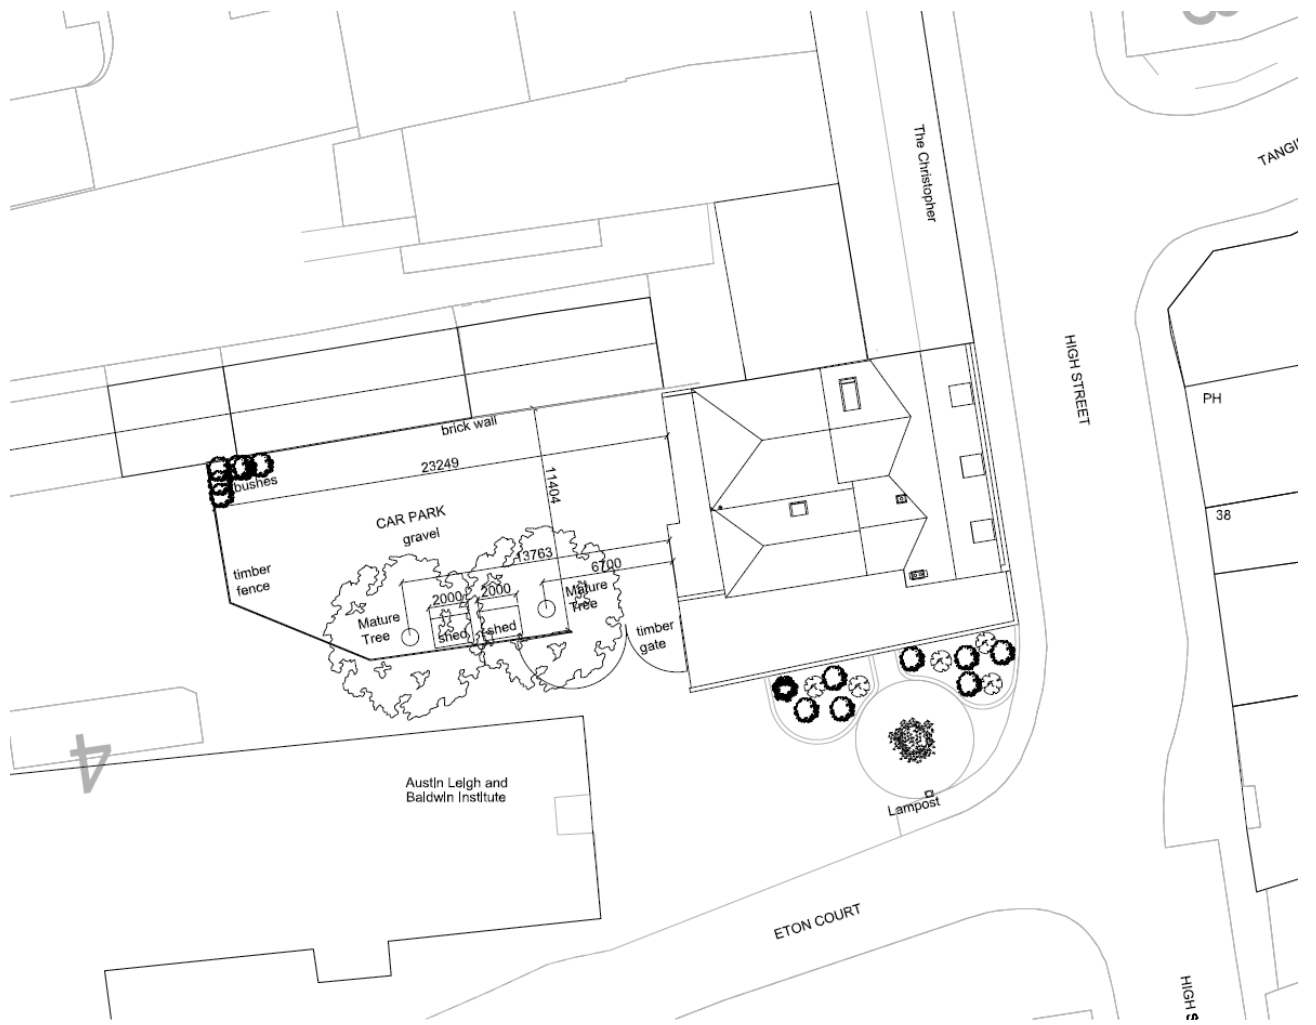 TANGI
The Christopher
HIGH STREET
PH
38
brick wall
23249
11404
bushes
CAR PARK
gravel
13763
6700
timber
fence
2000
2000
Mature
Tree
Mature
Tree
shed
shed
timber
gate
4
Austin Leigh and
Baldwin Institute
Lampost
ETON COURT
HIGH S